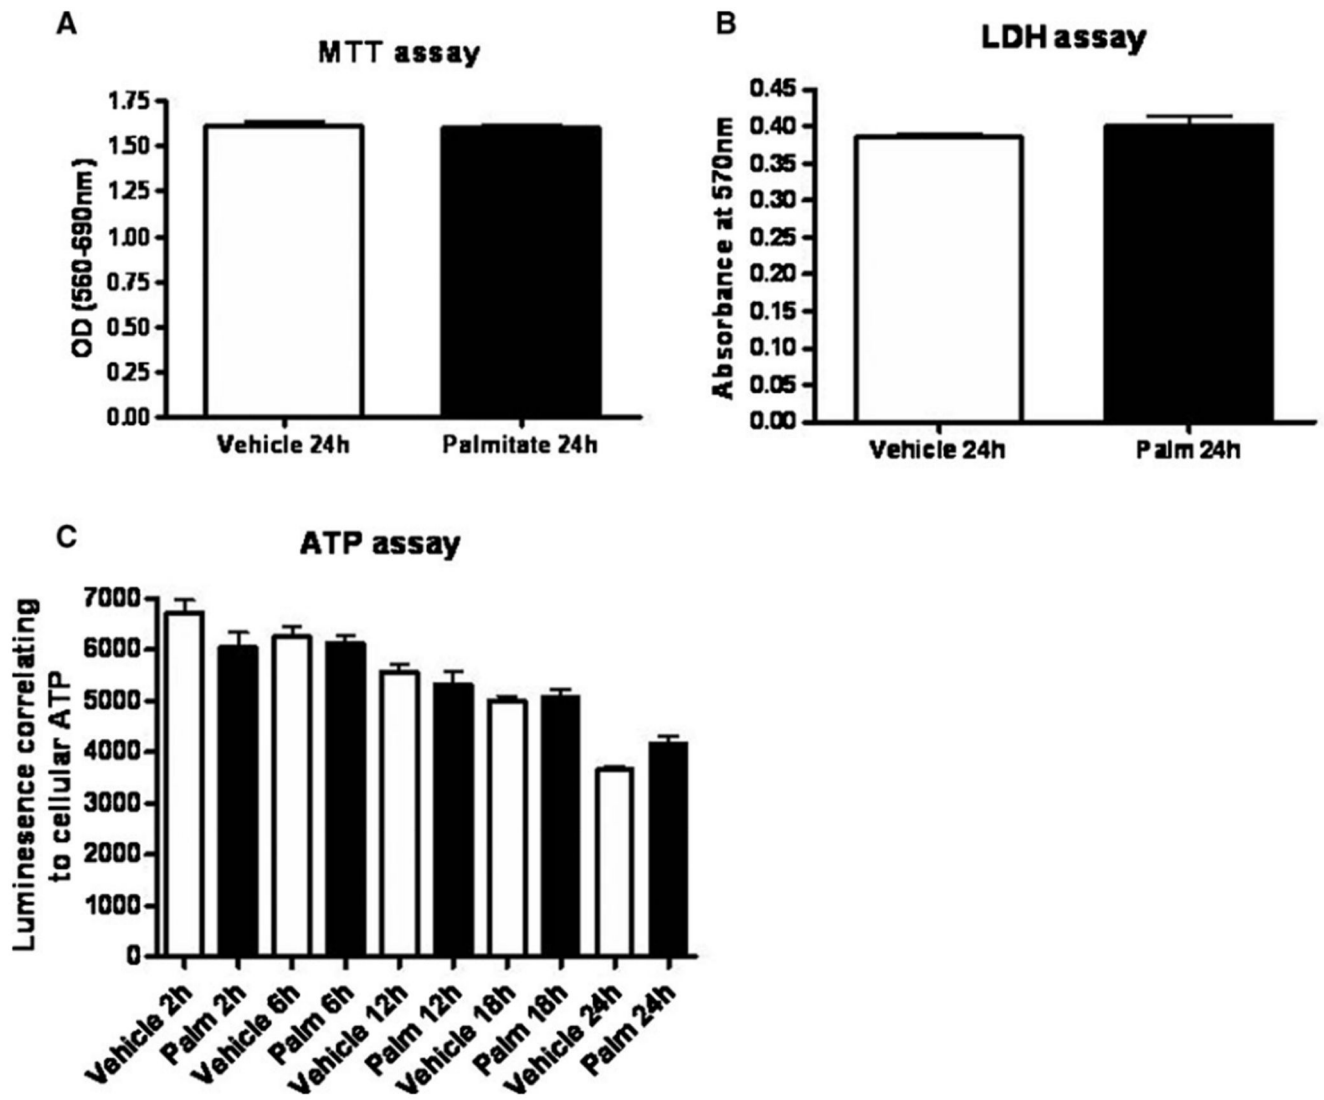 A
MTT assay
OD (560-690nm)
1.75
1.50
1.25
1.00
0.75
0.50
0.25
0.00
Vehicle 24h
Palmitate 24h
B
LDH assay
Absorbance at 570nm
0.45
0.40
0.35
0.30
0.25
0.20
0.15
0.10
0.05
0.00
Vehicle 24h
Palm 24h
C
ATP assay
Luminesence correlating
to cellular ATP
7000
6000
5000
4000
3000
2000
1000
0
Vehicle 2h
Palm 2h
Vehicle 6h
Palm 6h
Vehicle 12h
Palm 12h
Vehicle 18h
Palm 18h
Vehicle 24h
Palm 24h